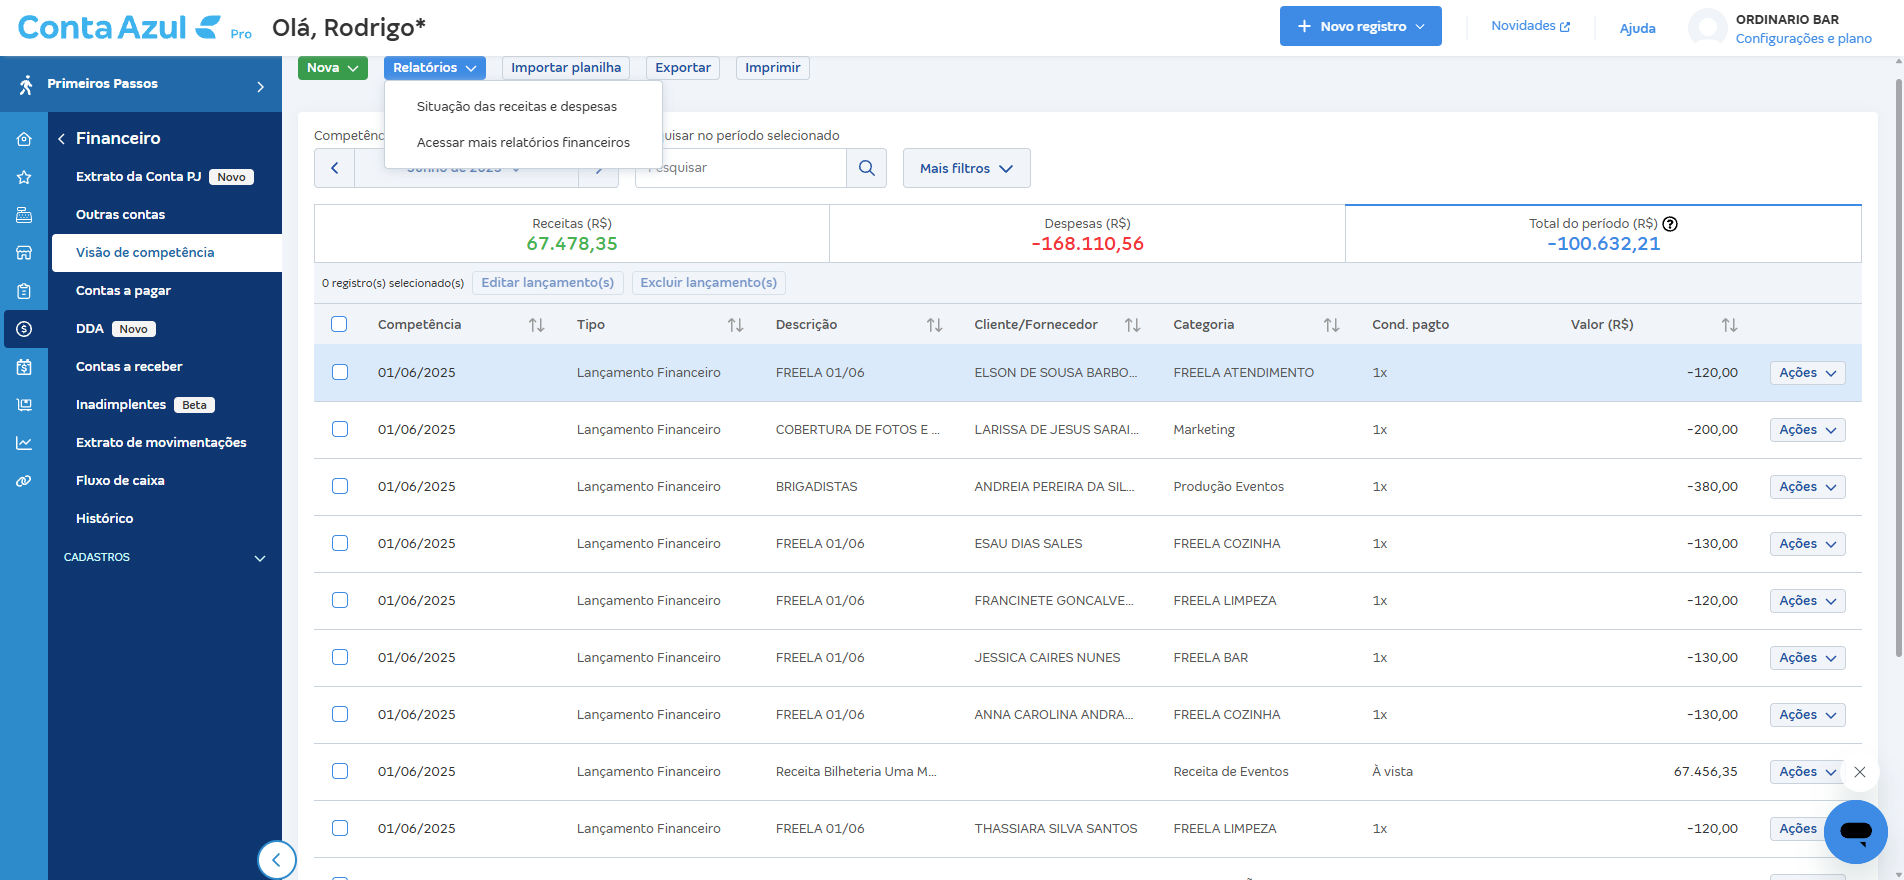 Conta Azul Pro
Olá, Rodrigo*
Novo registro
Novidades
Ajuda
ORDINARIO BAR
Configurações e plano
Primeiros Passos
Financeiro
Extrato da Conta PJ Novo
Outras contas
Visão de competência
Contas a pagar
DDA Novo
Contas a receber
Inadimplentes Beta
Extrato de movimentações
Fluxo de caixa
Histórico
CADASTROS
Nova Relatórios Importar planilha Exportar Imprimir
Situação das receitas e despesas
Acessar mais relatórios financeiros
no período selecionado
Mais filtros
Receitas (R$) Despesas (R$) Total do período (R$) ?
67.478,35 -168.110,56 -100.632,21
0 registro(s) selecionado(s) Editar lançamento(s) Excluir lançamento(s)
Competência Tipo Descrição Cliente/Fornecedor Categoria Cond. pagto Valor (R$)
01/06/2025 Lançamento Financeiro FREELA 01/06 ELSON DE SOUSA BARBO... FREELA ATENDIMENTO 1x -120,00 Ações
01/06/2025 Lançamento Financeiro COBERTURA DE FOTOS E ... LARISSA DE JESUS SARAI... Marketing 1x -200,00 Ações
01/06/2025 Lançamento Financeiro BRIGADISTAS ANDREIA PEREIRA DA SIL... Produção Eventos 1x -380,00 Ações
01/06/2025 Lançamento Financeiro FREELA 01/06 ESAU DIAS SALES FREELA COZINHA 1x -130,00 Ações
01/06/2025 Lançamento Financeiro FREELA 01/06 FRANCINETE GONCALVE... FREELA LIMPEZA 1x -120,00 Ações
01/06/2025 Lançamento Financeiro FREELA 01/06 JESSICA CAIRES NUNES FREELA BAR 1x -130,00 Ações
01/06/2025 Lançamento Financeiro FREELA 01/06 ANNA CAROLINA ANDRA... FREELA COZINHA 1x -130,00 Ações
01/06/2025 Lançamento Financeiro Receita Bilheteria Uma M... Receita de Eventos À vista 67.456,35 Ações
01/06/2025 Lançamento Financeiro FREELA 01/06 THASSIARA SILVA SANTOS FREELA LIMPEZA 1x -120,00 Ações